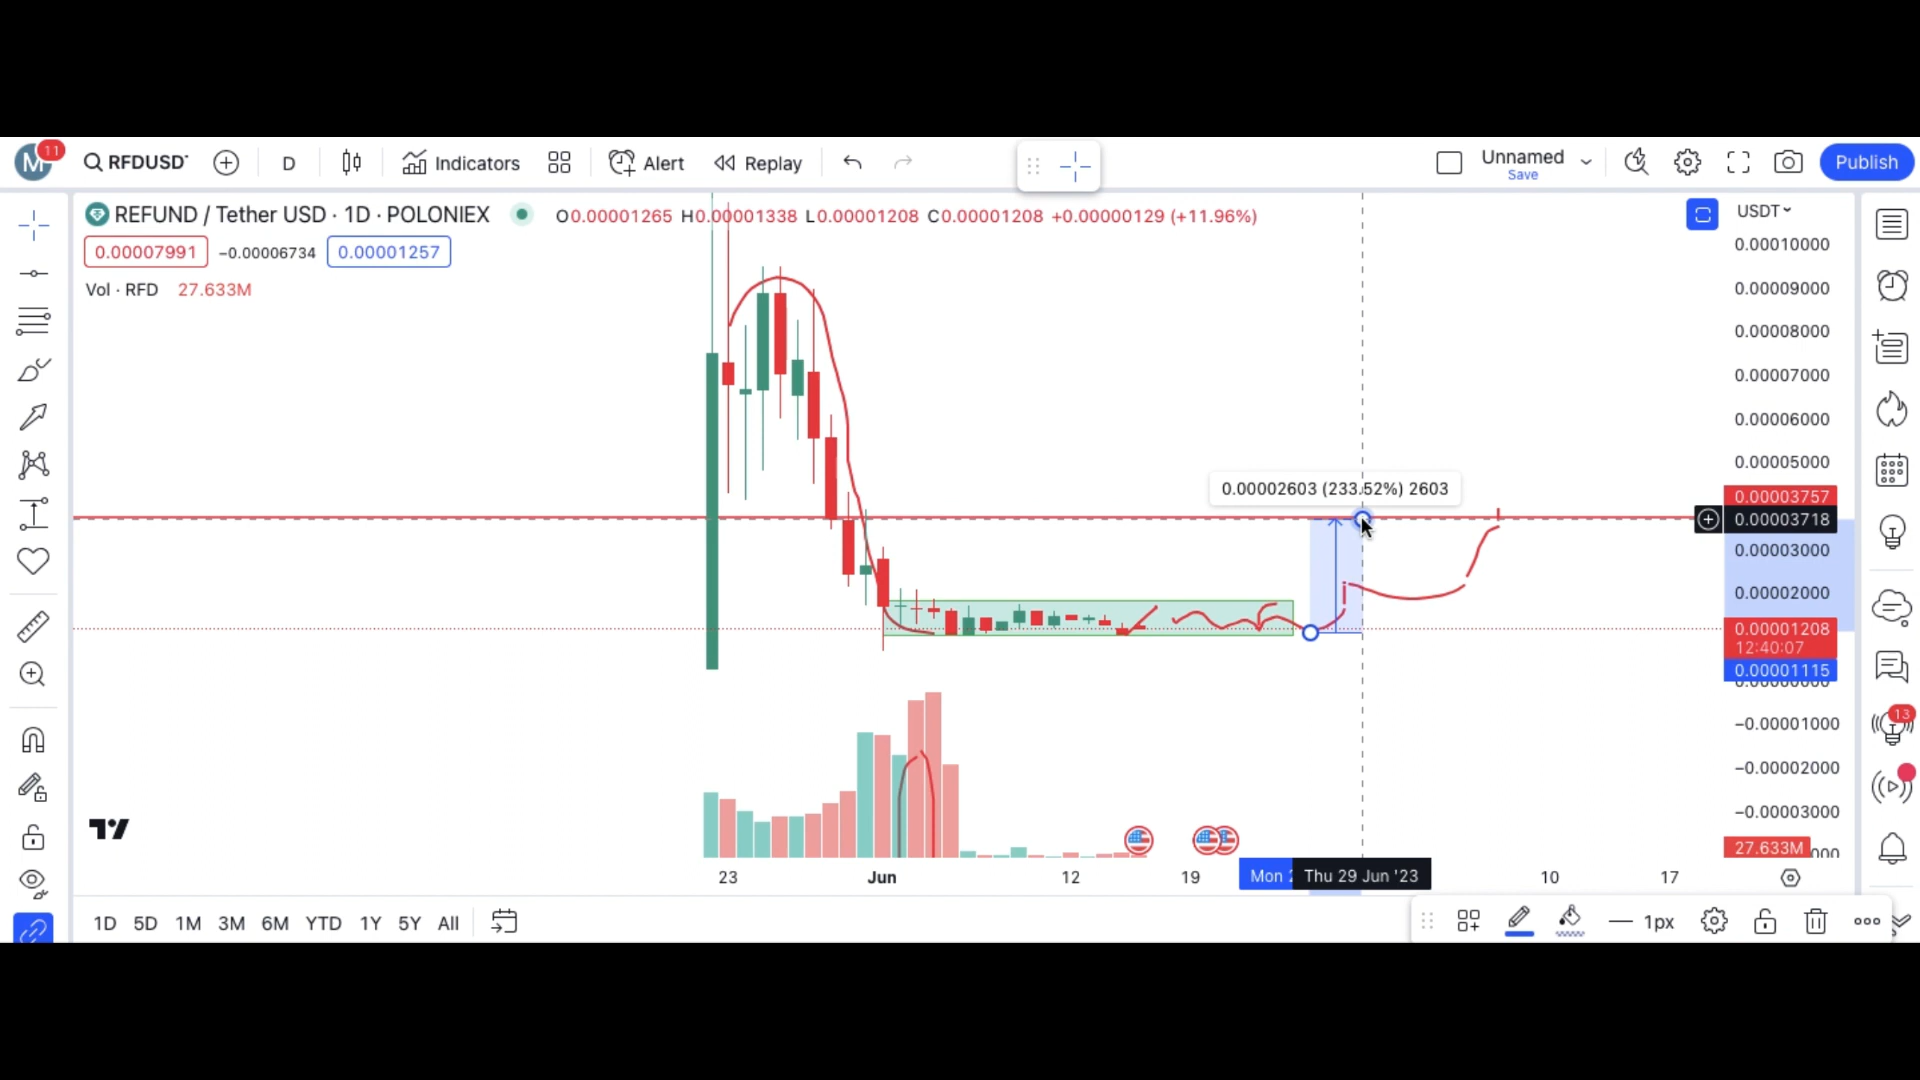 M 11 RFDUSD D Indicators Alert Replay Unnamed Save Publish
REFUND / Tether USD · 1D · POLONIEX O0.00001265 H0.00001338 L0.00001208 C0.00001208 +0.00000129 (+11.96%) USDT
0.00007991 −0.00006734 0.00001257
Vol · RFD 27.633M
0.00010000
0.00009000
0.00008000
0.00007000
0.00006000
0.00005000
0.00002603 (233.52%) 2603
0.00003757
0.00003718
0.00003000
0.00002000
0.00001208
12:40:07
0.00001115
−0.00001000
13
−0.00002000
−0.00003000
27.633M
23 Jun 12 19 Mon Thu 29 Jun '23 10 17
1D 5D 1M 3M 6M YTD 1Y 5Y All 1px